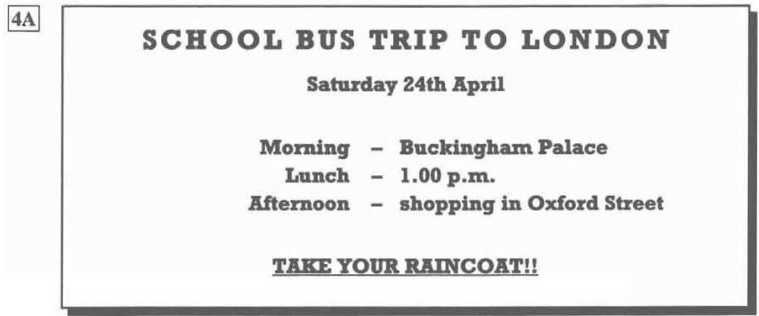 4A
SCHOOL BUS TRIP TO LONDON
Saturday 24th April
Morning – Buckingham Palace
Lunch – 1.00 p.m.
Afternoon – shopping in Oxford Street
TAKE YOUR RAINCOAT!!